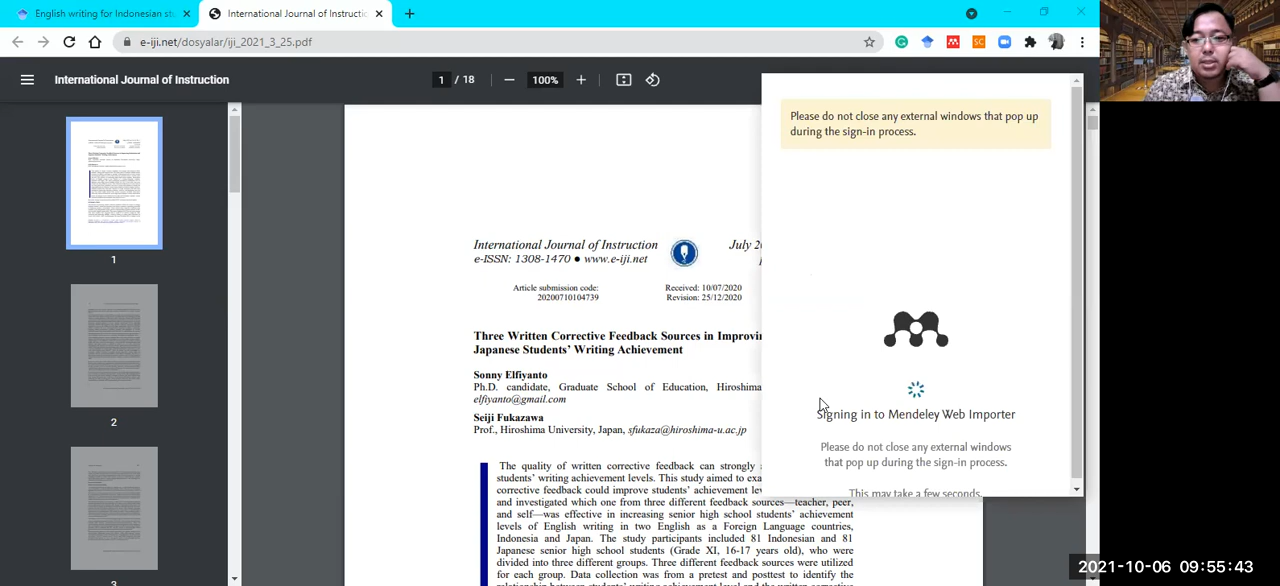 English writing for Indonesian stu
International Journal of Instructio
e-iji.net/dosyalar/iji_2021_3_25.pdf
International Journal of Instruction
1 / 18
100%
1
2
3
International Journal of Instruction July 2
e-ISSN: 1308-1470 ● www.e-iji.net
Article submission code: Received: 10/07/2020
20200710104739 Revision: 25/12/2020
Three Written Corrective Feedback Sources in Improvin
Japanese Students' Writing Achievement
Sonny Elfiyanto
Ph.D. candidate, Graduate School of Education, Hiroshima
elfiyanto@gmail.com
Seiji Fukazawa
Prof., Hiroshima University, Japan, sfukaza@hiroshima-u.ac.jp
The quality of written corrective feedback can strongly
students' writing achievement levels. This study aimed to exa
corrective feedback could improve students' achievement lev
and investigated which one from three different feedback sources—teacher, peer,
and self—was effective in increasing senior high school students' achievement
levels of English writing in two English as a Foreign Language countries,
Indonesia and Japan. The study participants included 81 Indonesian and 81
Japanese senior high school students (Grade XI, 16-17 years old), who were
divided into three different groups. Three different feedback sources were utilized
for each group. Data collection was from a pretest and posttest to identify the
Please do not close any external windows that pop up
during the sign-in process.
Signing in to Mendeley Web Importer
Please do not close any external windows
that pop up during the sign-in process.
This may take a few seconds.
2021-10-06 09:55:43